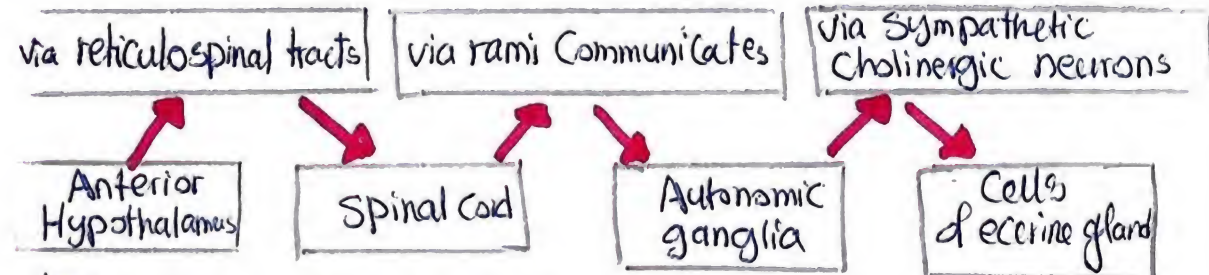 via reticulospinal tracts
via rami Communicates
via Sympathetic
Cholinergic neurons
Anterior
Hypothalamus
Spinal Cord
Autonomic
ganglia
Cells
of eccrine gland